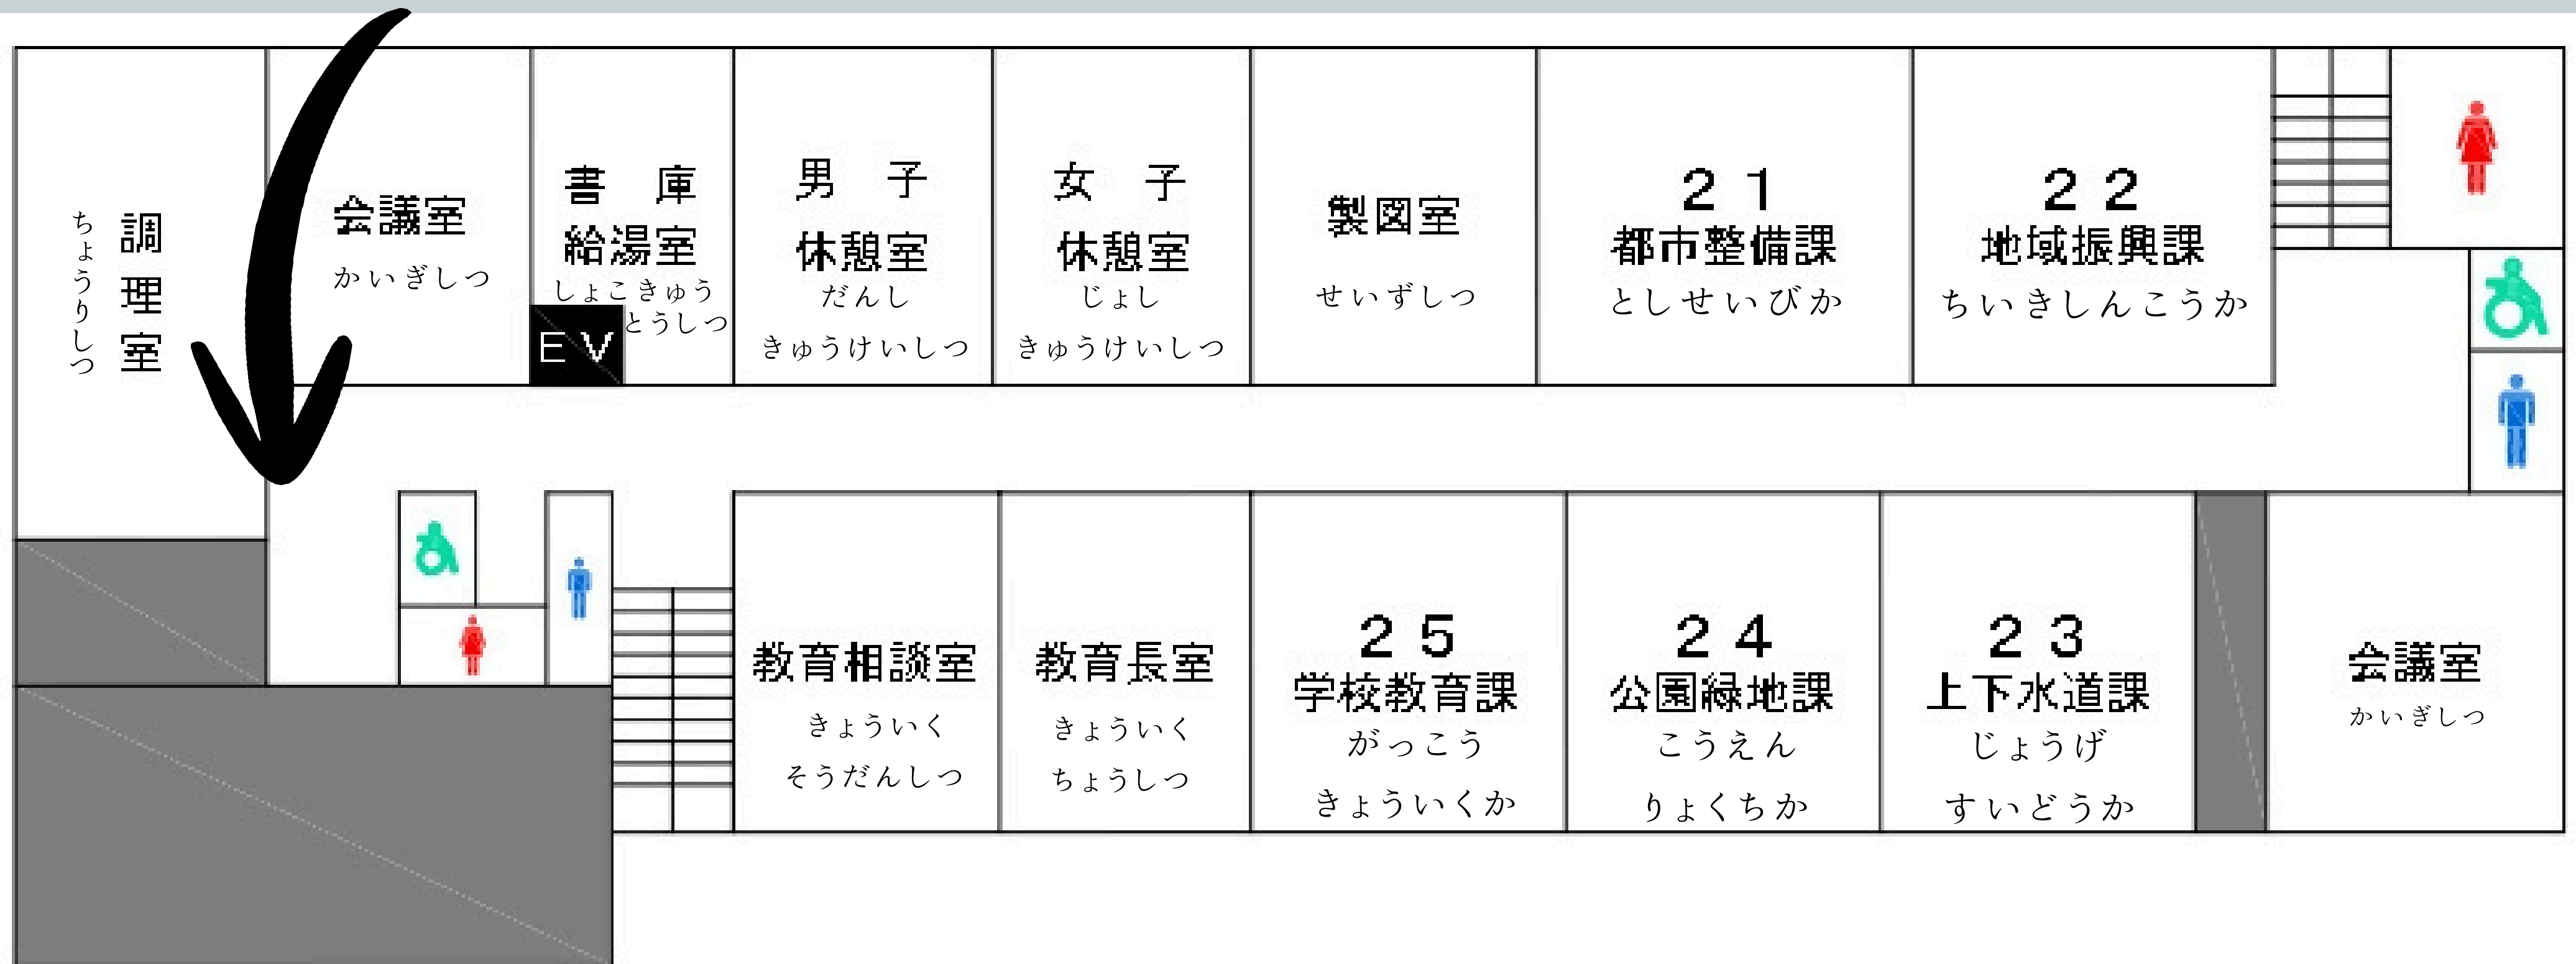 調理室
ちょうりしつ
会議室
かいぎしつ
書　庫
給湯室
しょこきゅう
とうしつ
EV
男　子
休憩室
だんし
きゅうけいしつ
女　子
休憩室
じょし
きゅうけいしつ
製図室
せいずしつ
２１
都市整備課
としせいびか
２２
地域振興課
ちいきしんこうか
教育相談室
きょういく
そうだんしつ
教育長室
きょういく
ちょうしつ
２５
学校教育課
がっこう
きょういくか
２４
公園緑地課
こうえん
りょくちか
２３
上下水道課
じょうげ
すいどうか
会議室
かいぎしつ